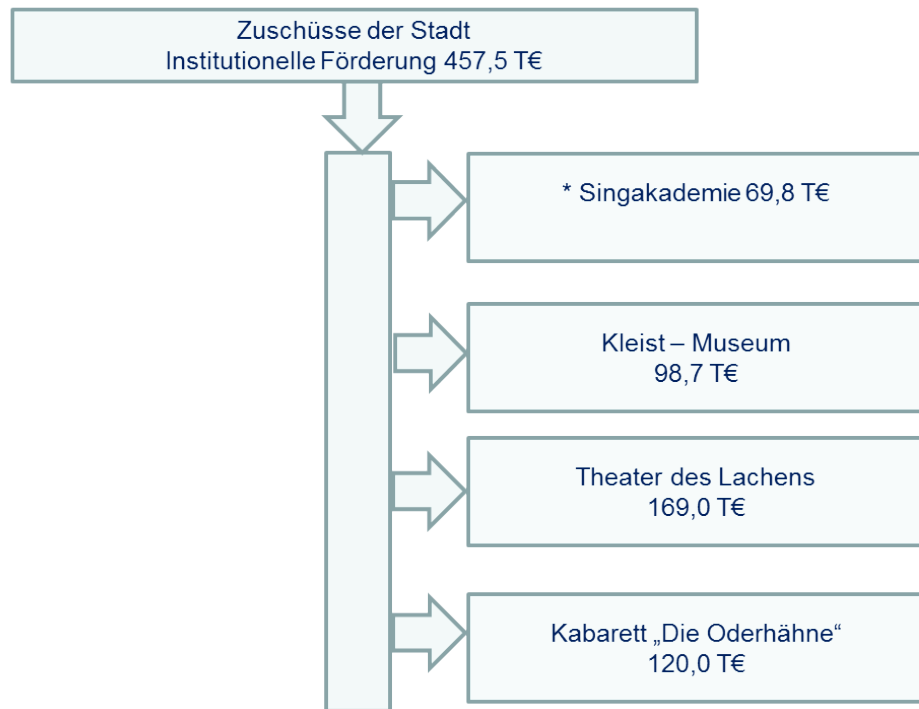 Zuschüsse der Stadt
Institutionelle Förderung 457,5 T€
* Singakademie 69,8 T€
Kleist – Museum
98,7 T€
Theater des Lachens
169,0 T€
Kabarett „Die Oderhähne“
120,0 T€